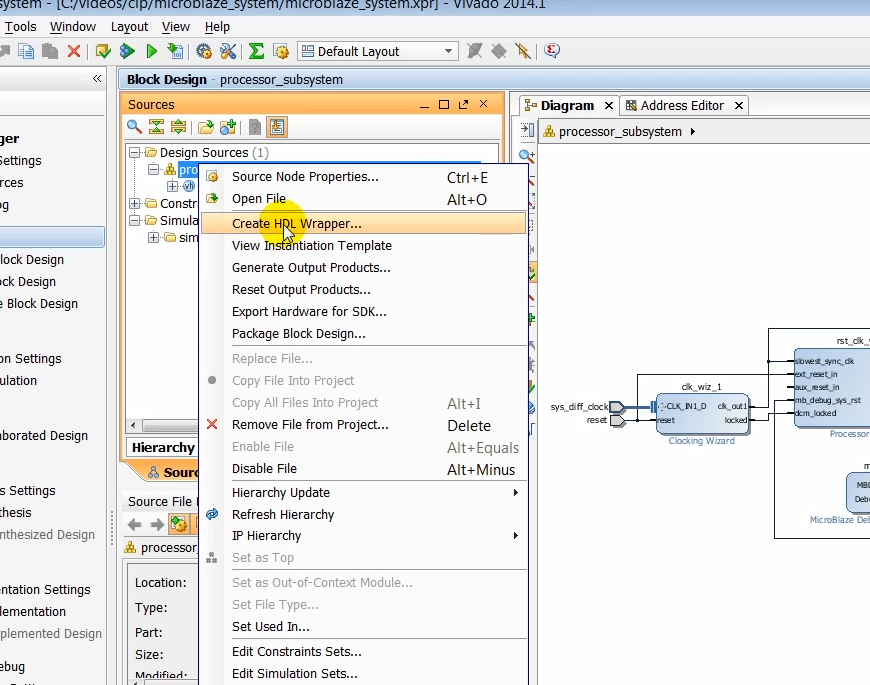 system - [C:/videos/clp/microblaze_system/microblaze_system.xpr] - Vivado 2014.1
Tools Window Layout View Help
Default Layout
Block Design - processor_subsystem
Sources
Diagram
Address Editor
processor_subsystem
Design Sources (1)
pro
Constr
Simula
sim
Hierarchy
Sourc
Source File
processor
Location:
Type:
Part:
Size:
Modified:
ger
Settings
rces
og
Block Design
ock Design
e Block Design
on Settings
ulation
aborated Design
s Settings
thesis
nthesized Design
entation Settings
lementation
plemented Design
ebug
Source Node Properties... Ctrl+E
Open File Alt+O
Create HDL Wrapper...
View Instantiation Template
Generate Output Products...
Reset Output Products...
Export Hardware for SDK...
Package Block Design...
Replace File...
Copy File Into Project
Copy All Files Into Project Alt+I
Remove File from Project... Delete
Enable File Alt+Equals
Disable File Alt+Minus
Hierarchy Update
Refresh Hierarchy
IP Hierarchy
Set as Top
Set as Out-of-Context Module...
Set File Type...
Set Used In...
Edit Constraints Sets...
Edit Simulation Sets...
sys_diff_clock
reset
clk_wiz_1
CLK_IN1_D clk_out1
reset locked
Clocking Wizard
rst_clk_
slowest_sync_clk
ext_reset_in
aux_reset_in
mb_debug_sys_rst
dcm_locked
Processor
m
MBD
Debu
MicroBlaze Deb